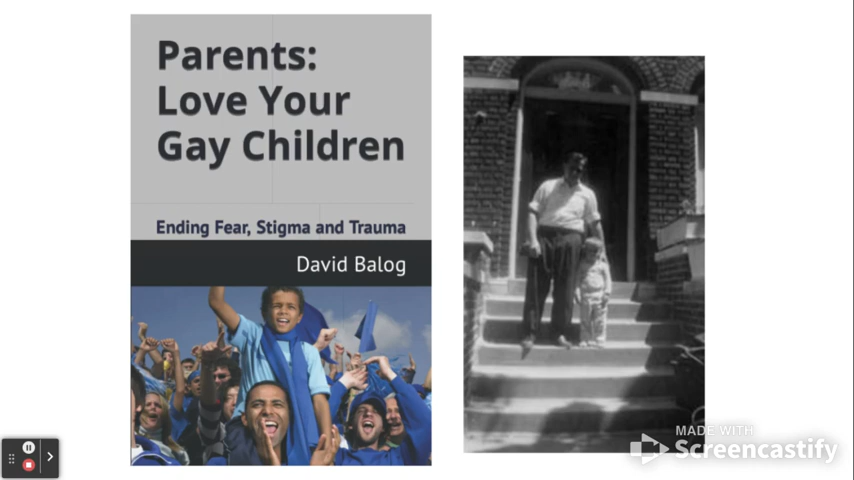 Parents:
Love Your
Gay Children
Ending Fear, Stigma and Trauma
David Balog
MADE WITH
Screencastify